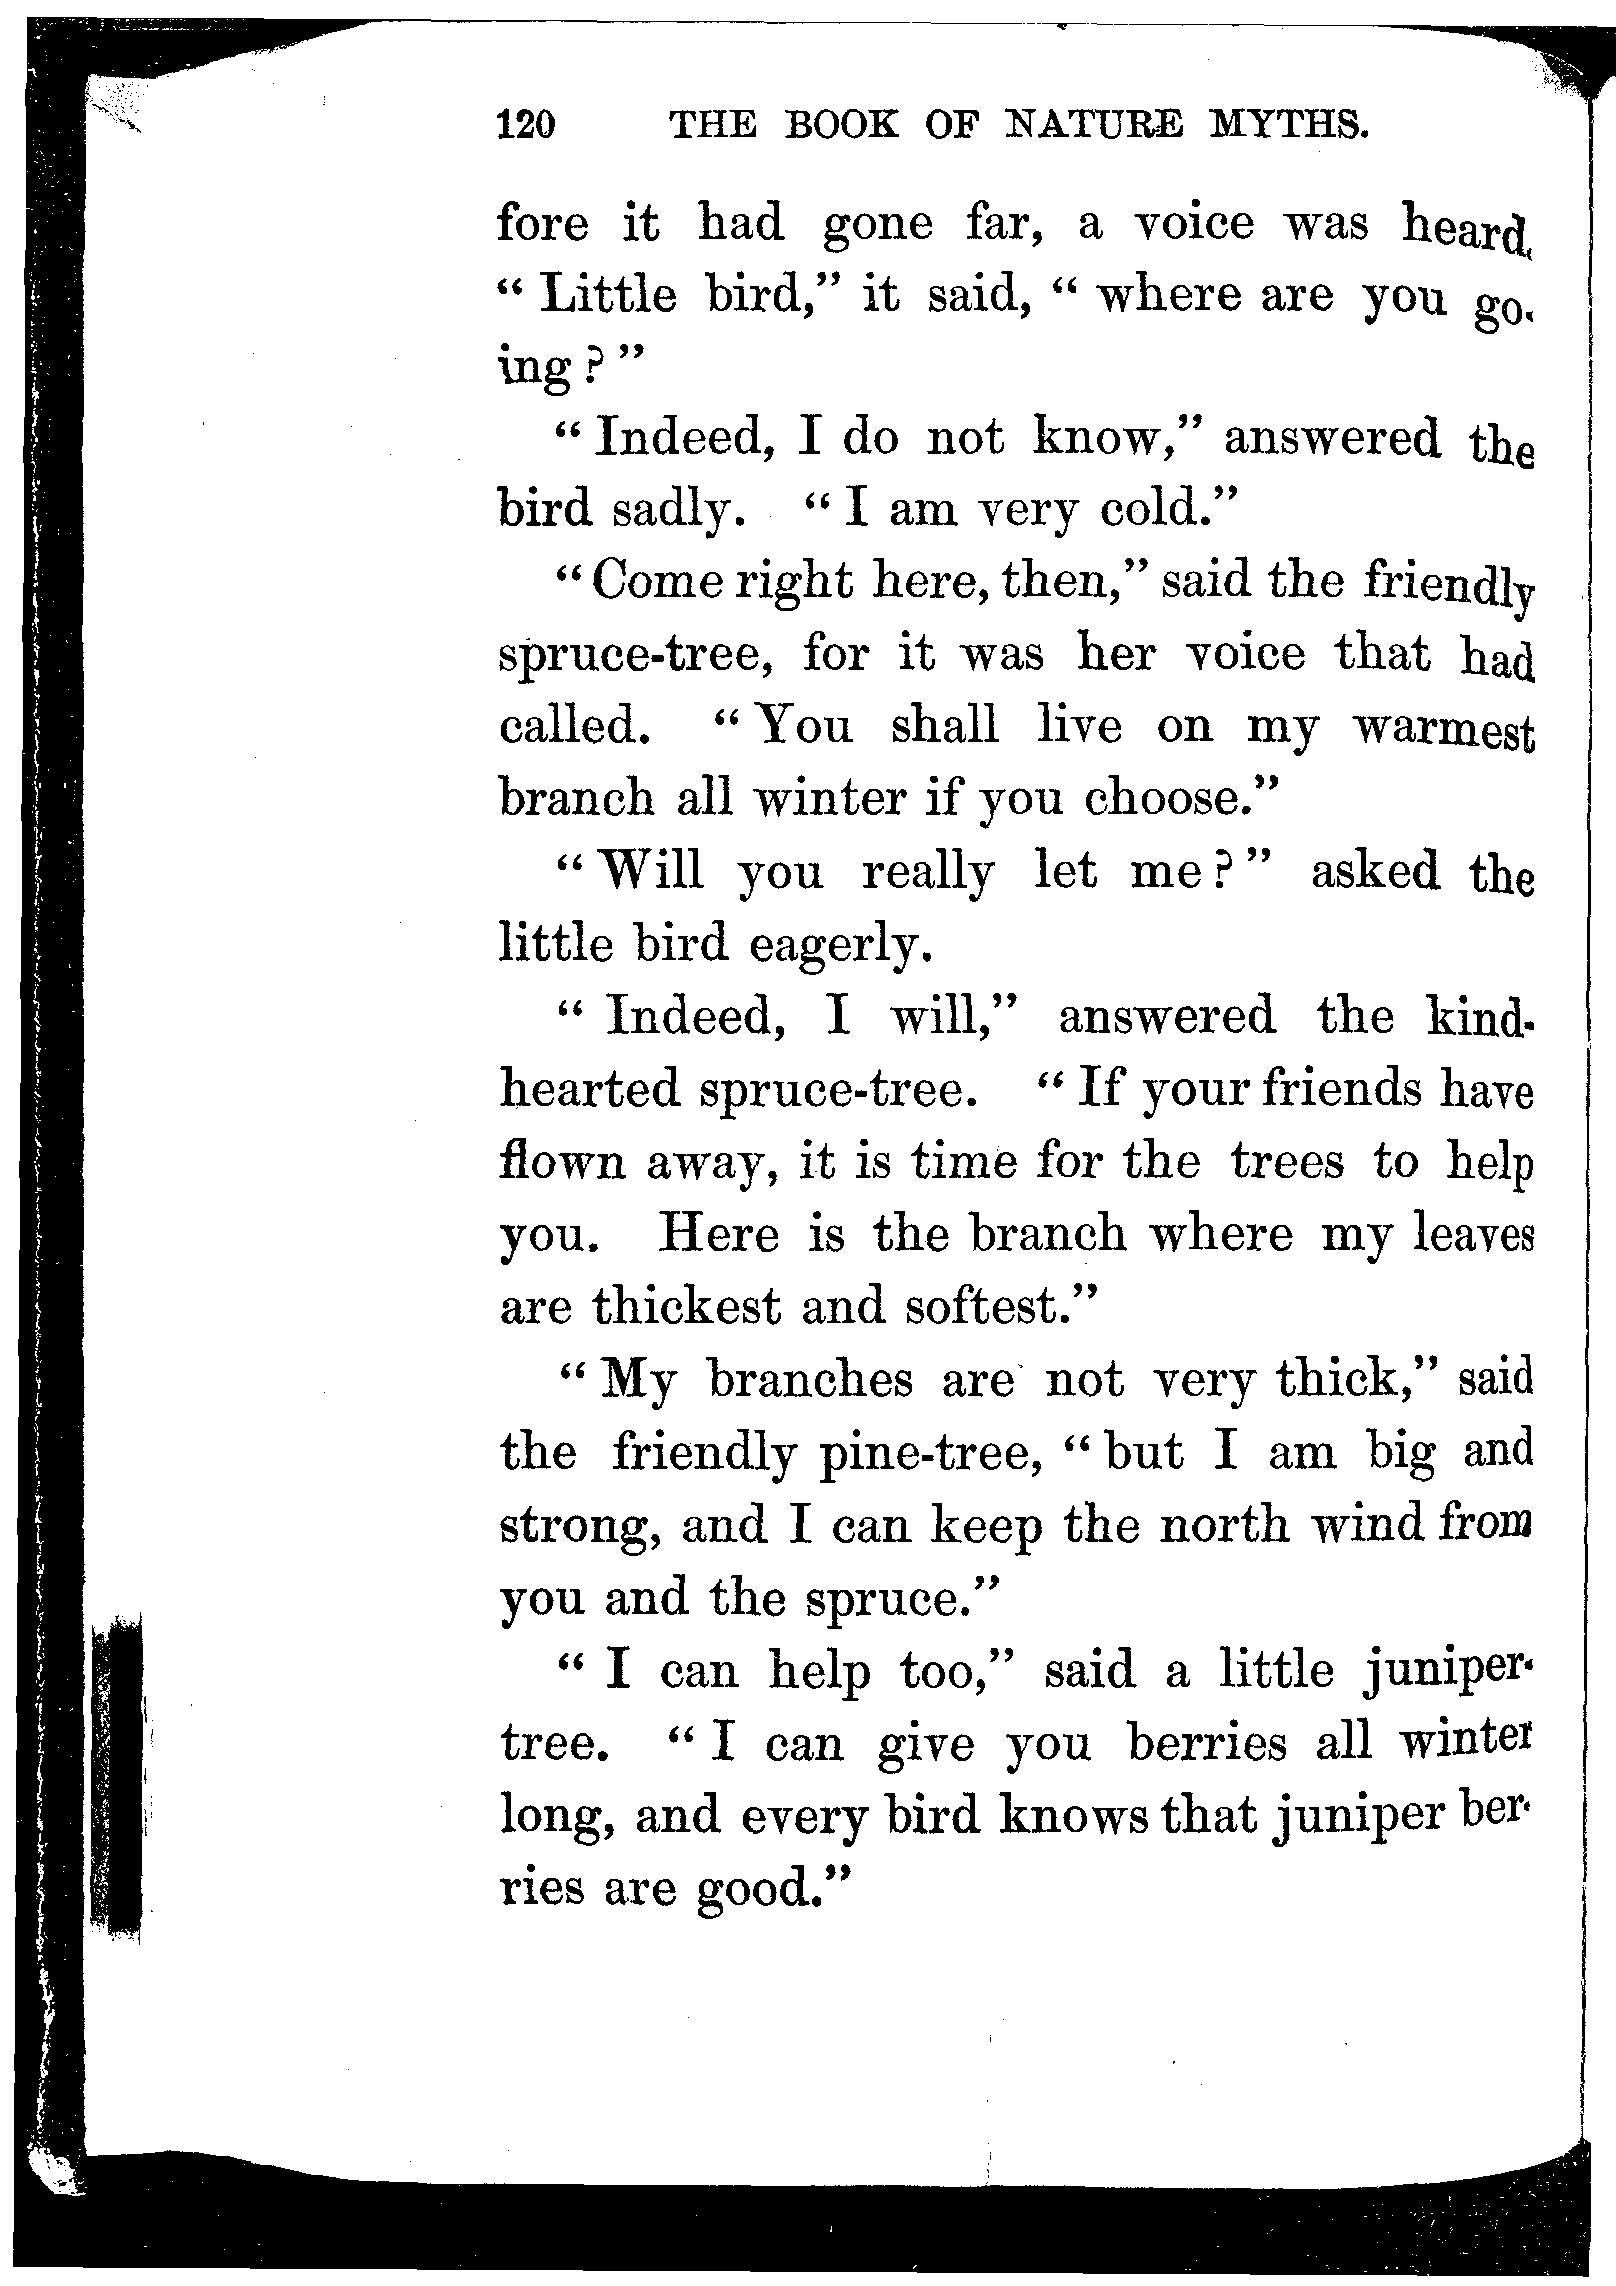 120 THE BOOK OF NATURE MYTHS.
fore it had gone far, a voice was heard.
“Little bird,” it said, “where are you go-
ing?”
“Indeed, I do not know,” answered the
bird sadly. “I am very cold.”
“Come right here, then,” said the friendly
spruce-tree, for it was her voice that had
called. “You shall live on my warmest
branch all winter if you choose.”
“Will you really let me?” asked the
little bird eagerly.
“Indeed, I will,” answered the kind-
hearted spruce-tree. “If your friends have
flown away, it is time for the trees to help
you. Here is the branch where my leaves
are thickest and softest.”
“My branches are not very thick,” said
the friendly pine-tree, “but I am big and
strong, and I can keep the north wind from
you and the spruce.”
“I can help too,” said a little juniper-
tree. “I can give you berries all winter
long, and every bird knows that juniper ber-
ries are good.”